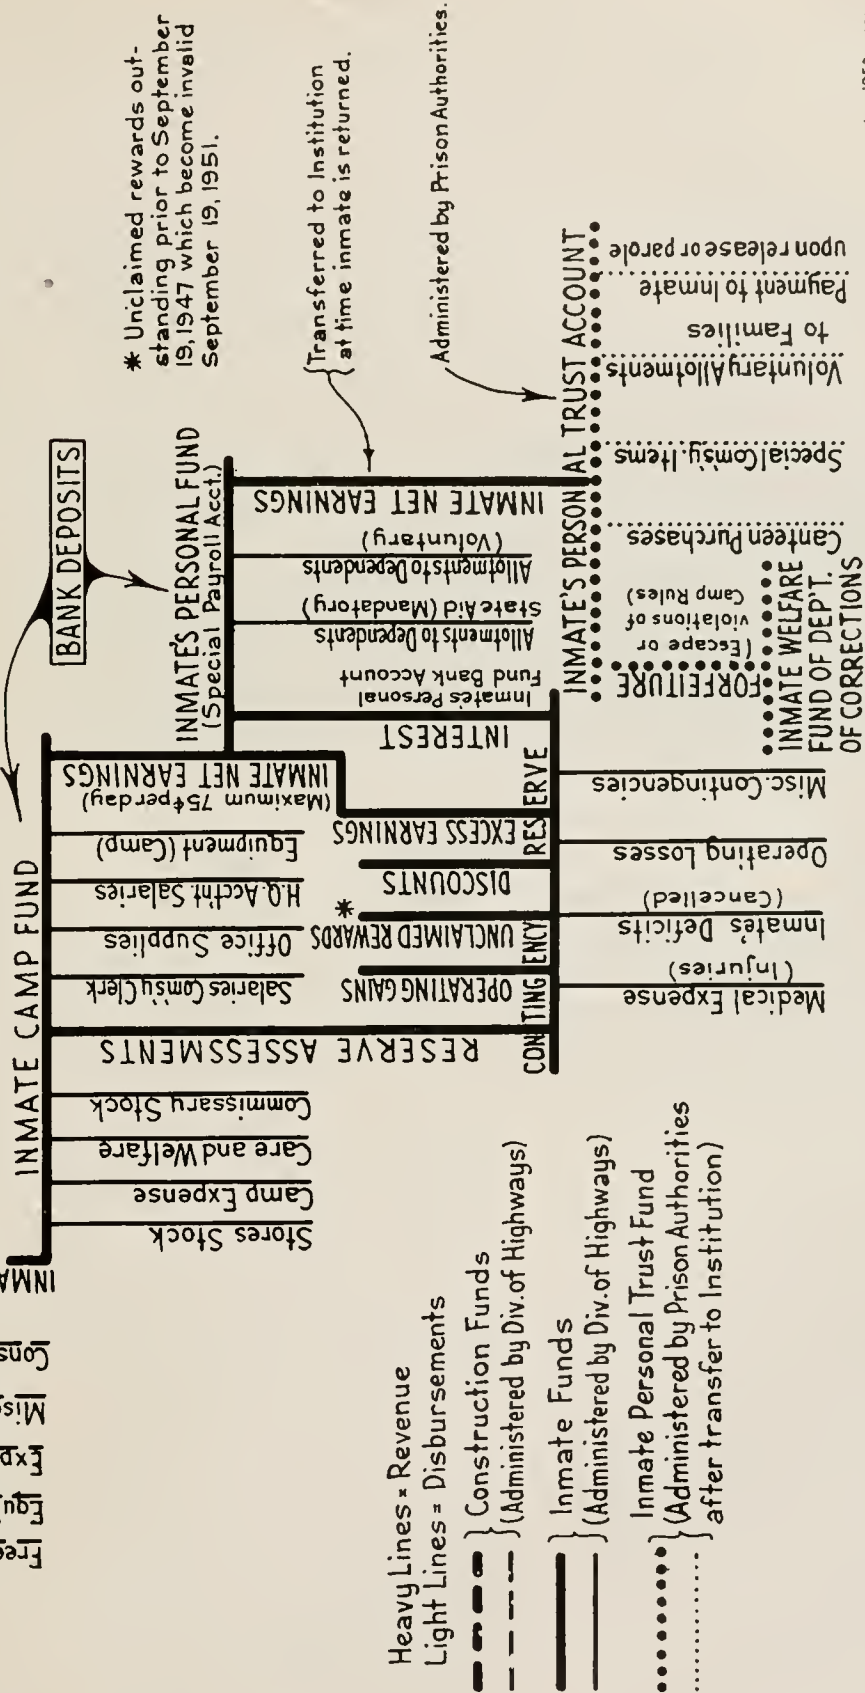 INMATE CAMP FUND
BANK DEPOSITS
* Unclaimed rewards out-
standing prior to September
19, 1947 which become invalid
September 19, 1951.
Stores Stock
Camp Expense
Care and Welfare
Commissary Stock
RESERVE ASSESSMENTS
Salaries Coms'y Clerk
Office Supplies
H.Q. Acct'nt. Salaries
Equipment (Camp)
INMATE NET EARNINGS
(Maximum 75¢ per day)
INMATE'S PERSONAL FUND
(Special Payroll Acct.)
OPERATING GAINS
UNCLAIMED REWARDS *
DISCOUNTS
EXCESS EARNINGS
INTEREST
Inmates Personal
Fund Bank Account
Allotments to Dependents
State Aid (Mandatory)
Allotments to Dependents
(Voluntary)
INMATE NET EARNINGS
Transferred to Institution
at time inmate is returned.
CONTINGENCY RESERVE
Medical Expense
(Injuries)
Inmates' Deficits
(Cancelled)
Operating Losses
Misc. Contingencies
INMATE'S PERSONAL TRUST ACCOUNT
Administered by Prison Authorities.
FORFEITURE
(Escape or
violations of
Camp Rules)
Canteen Purchases
Special Coms'y. Items
Voluntary Allotments
to Families
Payment to Inmate
upon release or parole
INMATE WELFARE
FUND OF DEP'T.
OF CORRECTIONS
Heavy Lines = Revenue
Light Lines = Disbursements
Construction Funds
(Administered by Div. of Highways)
Inmate Funds
(Administered by Div. of Highways)
Inmate Personal Trust Fund
(Administered by Prison Authorities
after transfer to Institution)